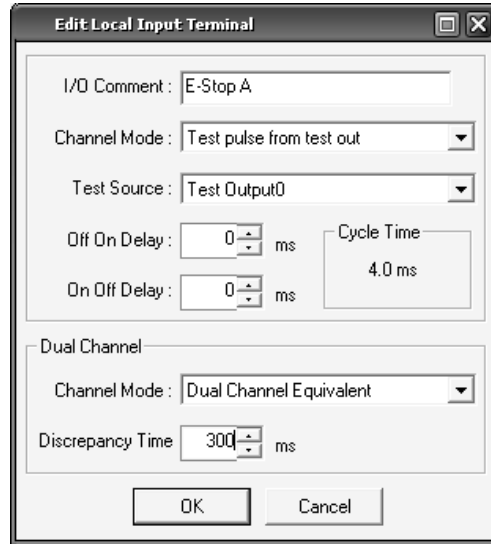 Edit Local Input Terminal
I/O Comment : E-Stop A
Channel Mode : Test pulse from test out
Test Source : Test Output0
Off On Delay : 0 ms
Cycle Time
4.0 ms
On Off Delay : 0 ms
Dual Channel
Channel Mode : Dual Channel Equivalent
Discrepancy Time 300 ms
OK Cancel